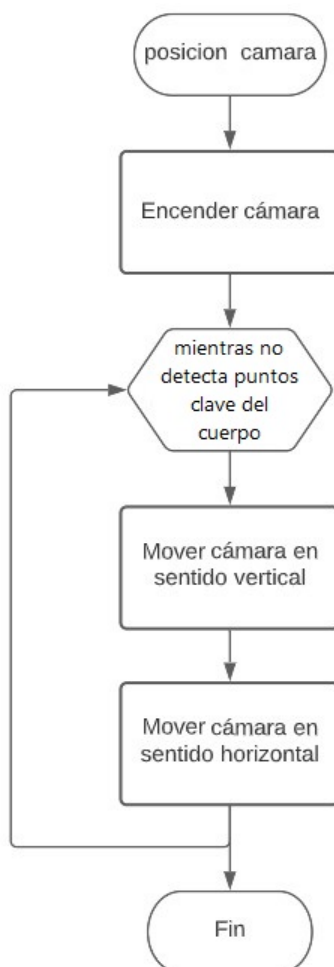 posicion camara
Encender cámara
mientras no
detecta puntos
clave del
cuerpo
Mover cámara en
sentido vertical
Mover cámara en
sentido horizontal
Fin